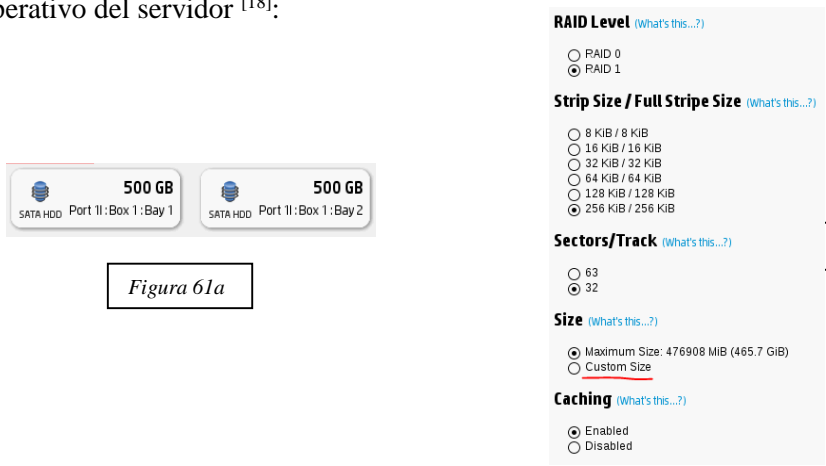 perativo del servidor [18]:
500 GB
SATA HDD Port 1I : Box 1 : Bay 1
500 GB
SATA HDD Port 1I : Box 1 : Bay 2
Figura 61a
RAID Level (What's this...?)
RAID 0
RAID 1
Strip Size / Full Stripe Size (What's this...?)
8 KiB / 8 KiB
16 KiB / 16 KiB
32 KiB / 32 KiB
64 KiB / 64 KiB
128 KiB / 128 KiB
256 KiB / 256 KiB
Sectors/Track (What's this...?)
63
32
Size (What's this...?)
Maximum Size: 476908 MiB (465.7 GiB)
Custom Size
Caching (What's this...?)
Enabled
Disabled